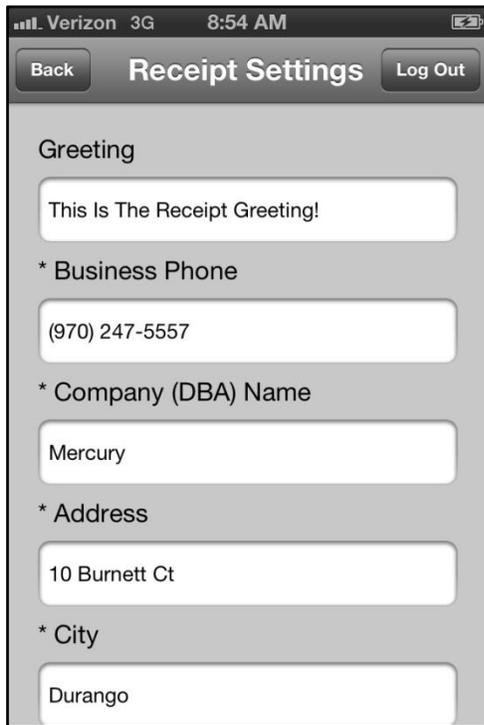 Verizon 3G 8:54 AM
Back Receipt Settings Log Out
Greeting
This Is The Receipt Greeting!
* Business Phone
(970) 247-5557
* Company (DBA) Name
Mercury
* Address
10 Burnett Ct
* City
Durango